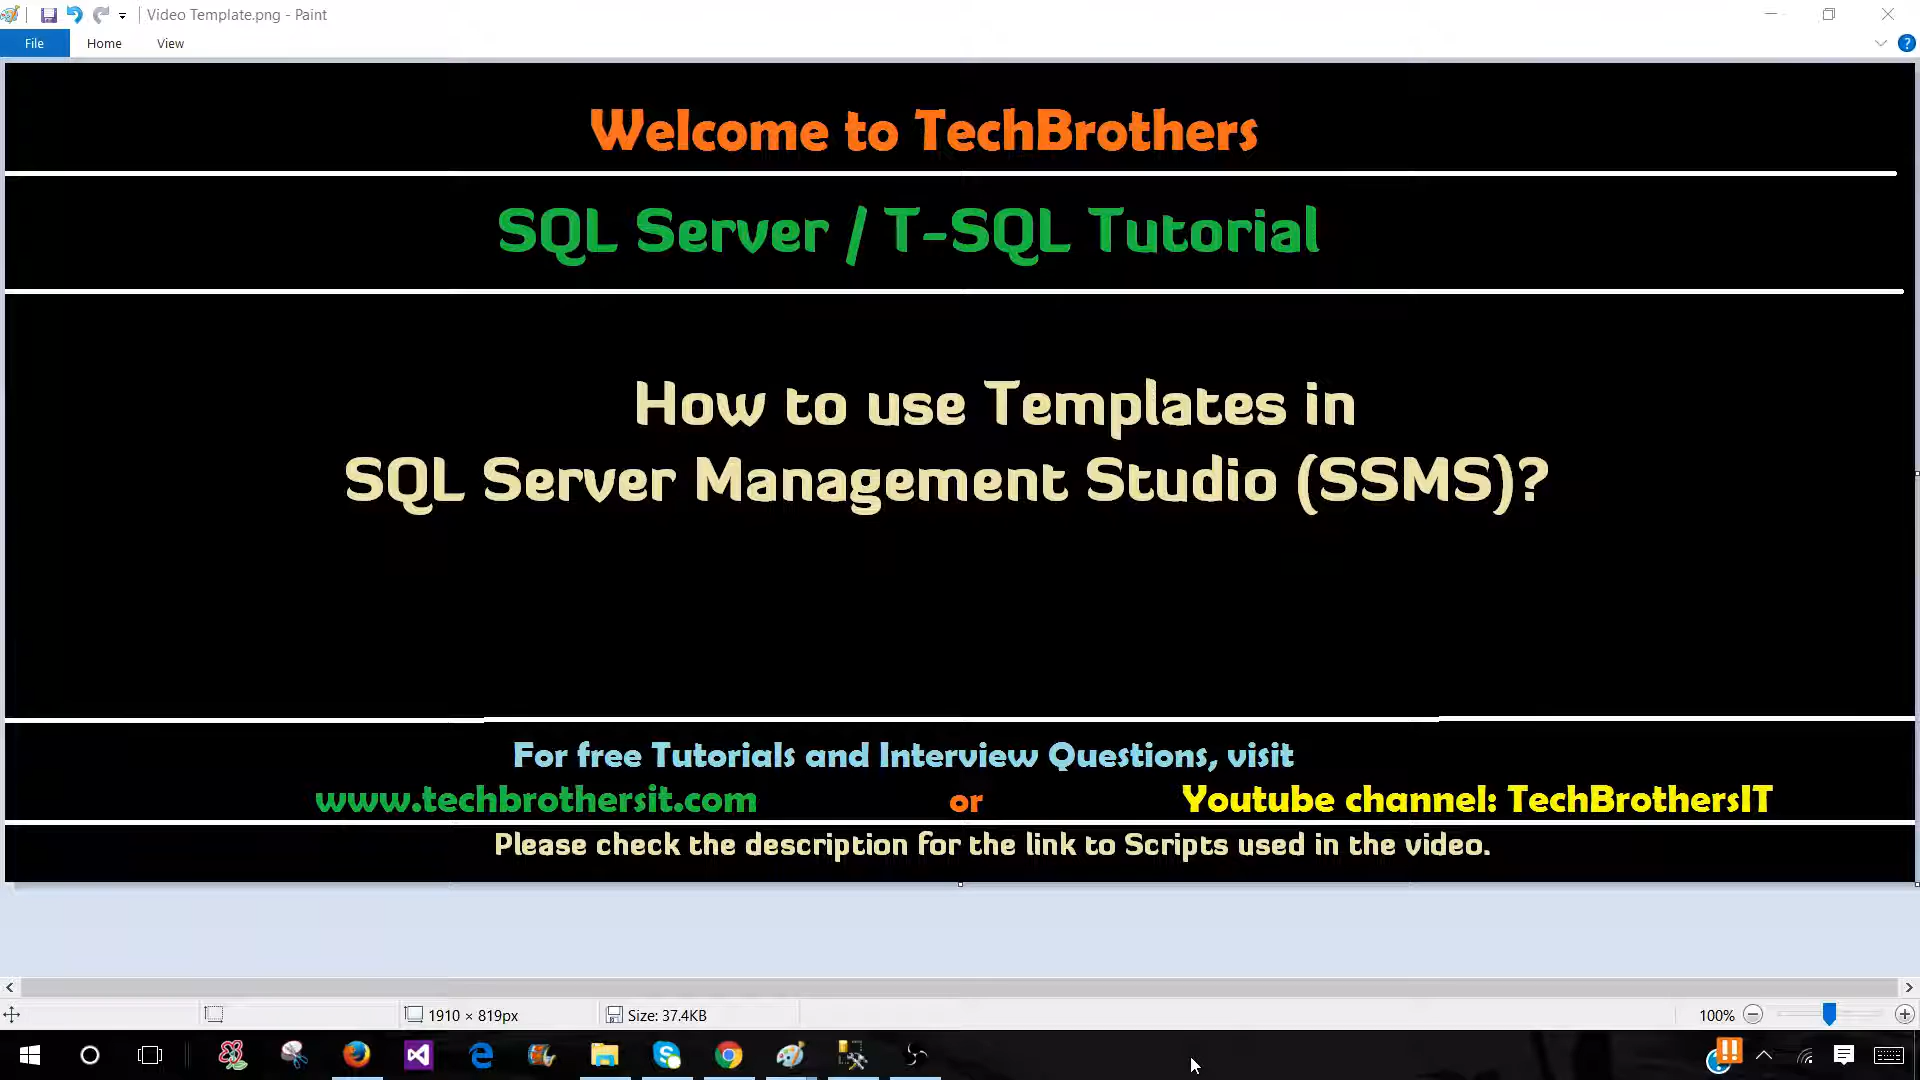 Video Template.png - Paint
File Home View
Welcome to TechBrothers
SQL Server / T-SQL Tutorial
How to use Templates in
SQL Server Management Studio (SSMS)?
For free Tutorials and Interview Questions, visit
www.techbrothersit.com or Youtube channel: TechBrothersIT
Please check the description for the link to Scripts used in the video.
1910 × 819px Size: 37.4KB 100%